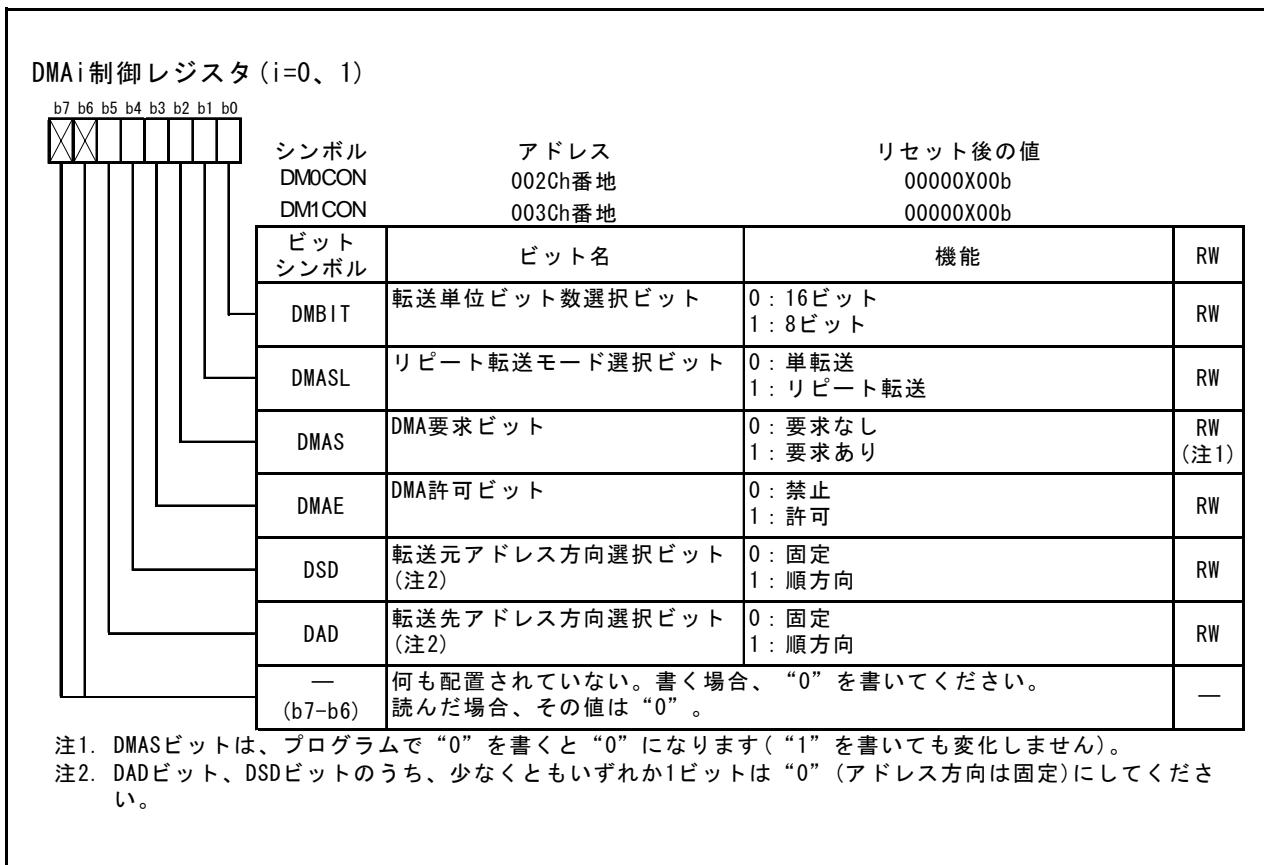 DMAi制御レジスタ(i=0、1)
b7 b6 b5 b4 b3 b2 b1 b0
シンボル アドレス リセット後の値
DM0CON 002Ch番地 00000X00b
DM1CON 003Ch番地 00000X00b
ビットシンボル ビット名 機能 RW
DMBIT 転送単位ビット数選択ビット 0:16ビット RW
1:8ビット
DMASL リピート転送モード選択ビット 0:単転送 RW
1:リピート転送
DMAS DMA要求ビット 0:要求なし RW
1:要求あり (注1)
DMAE DMA許可ビット 0:禁止 RW
1:許可
DSD 転送元アドレス方向選択ビット 0:固定 RW
(注2) 1:順方向
DAD 転送先アドレス方向選択ビット 0:固定 RW
(注2) 1:順方向
— 何も配置されていない。書く場合、“0”を書いてください。 —
(b7-b6) 読んだ場合、その値は“0”。
注1. DMASビットは、プログラムで“0”を書くと“0”になります(“1”を書いても変化しません)。
注2. DADビット、DSDビットのうち、少なくともいずれか1ビットは“0”(アドレス方向は固定)にしてくださ
い。